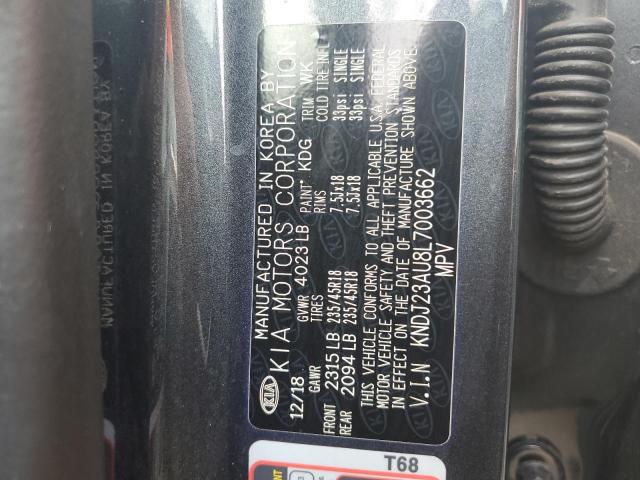 MANUFACTURED IN KOREA BY
KIA KIA MOTORS CORPORATION
12/18 GVWR 4023 LB PAINT KDG TRIM WK
GAWR TIRES RIMS COLD TIRE INFL
FRONT 2315 LB 235/45R18 7.5Jx18 33psi SINGLE
REAR 2094 LB 235/45R18 7.5Jx18 33psi SINGLE
THIS VEHICLE CONFORMS TO ALL APPLICABLE U.S.A FEDERAL
MOTOR VEHICLE SAFETY AND THEFT PREVENTION STANDARDS
IN EFFECT ON THE DATE OF MANUFACTURE SHOWN ABOVE.
V.I.N KNDJ23AU8L7003662
MPV
T68